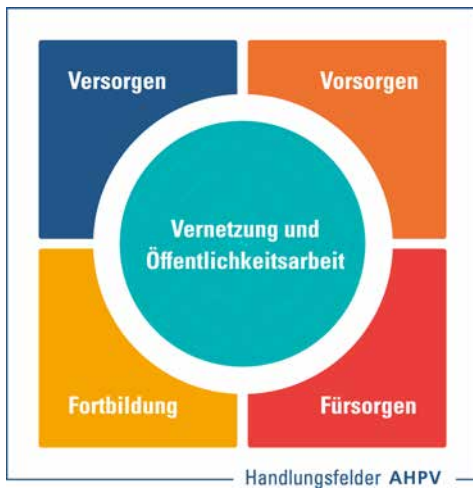 Versorgen
Vorsorgen
Vernetzung und
Öffentlichkeitsarbeit
Fortbildung
Fürsorgen
Handlungsfelder AHPV